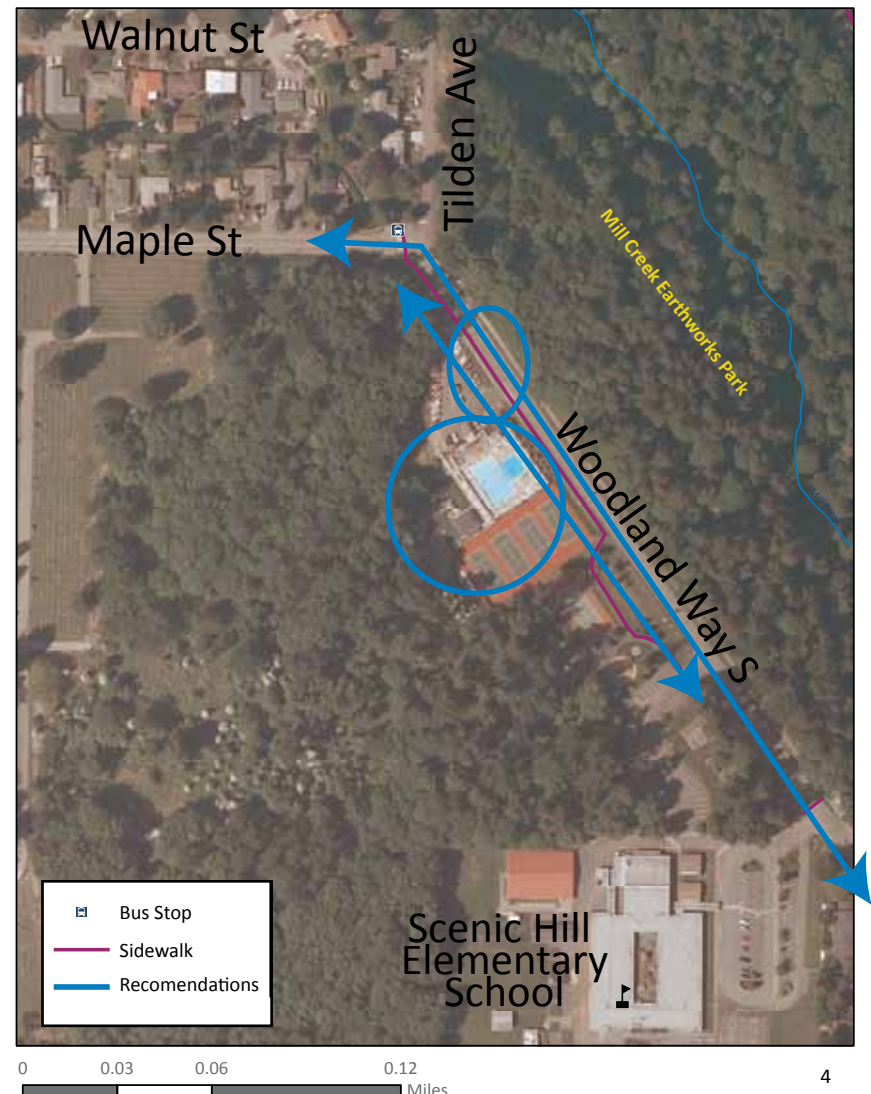 Walnut St
Tilden Ave
Maple St
Mill Creek Earthworks Park
Woodland Way S
Scenic Hill
Elementary
School
Bus Stop
Sidewalk
Recomendations
0 0.03 0.06 0.12
Miles
4